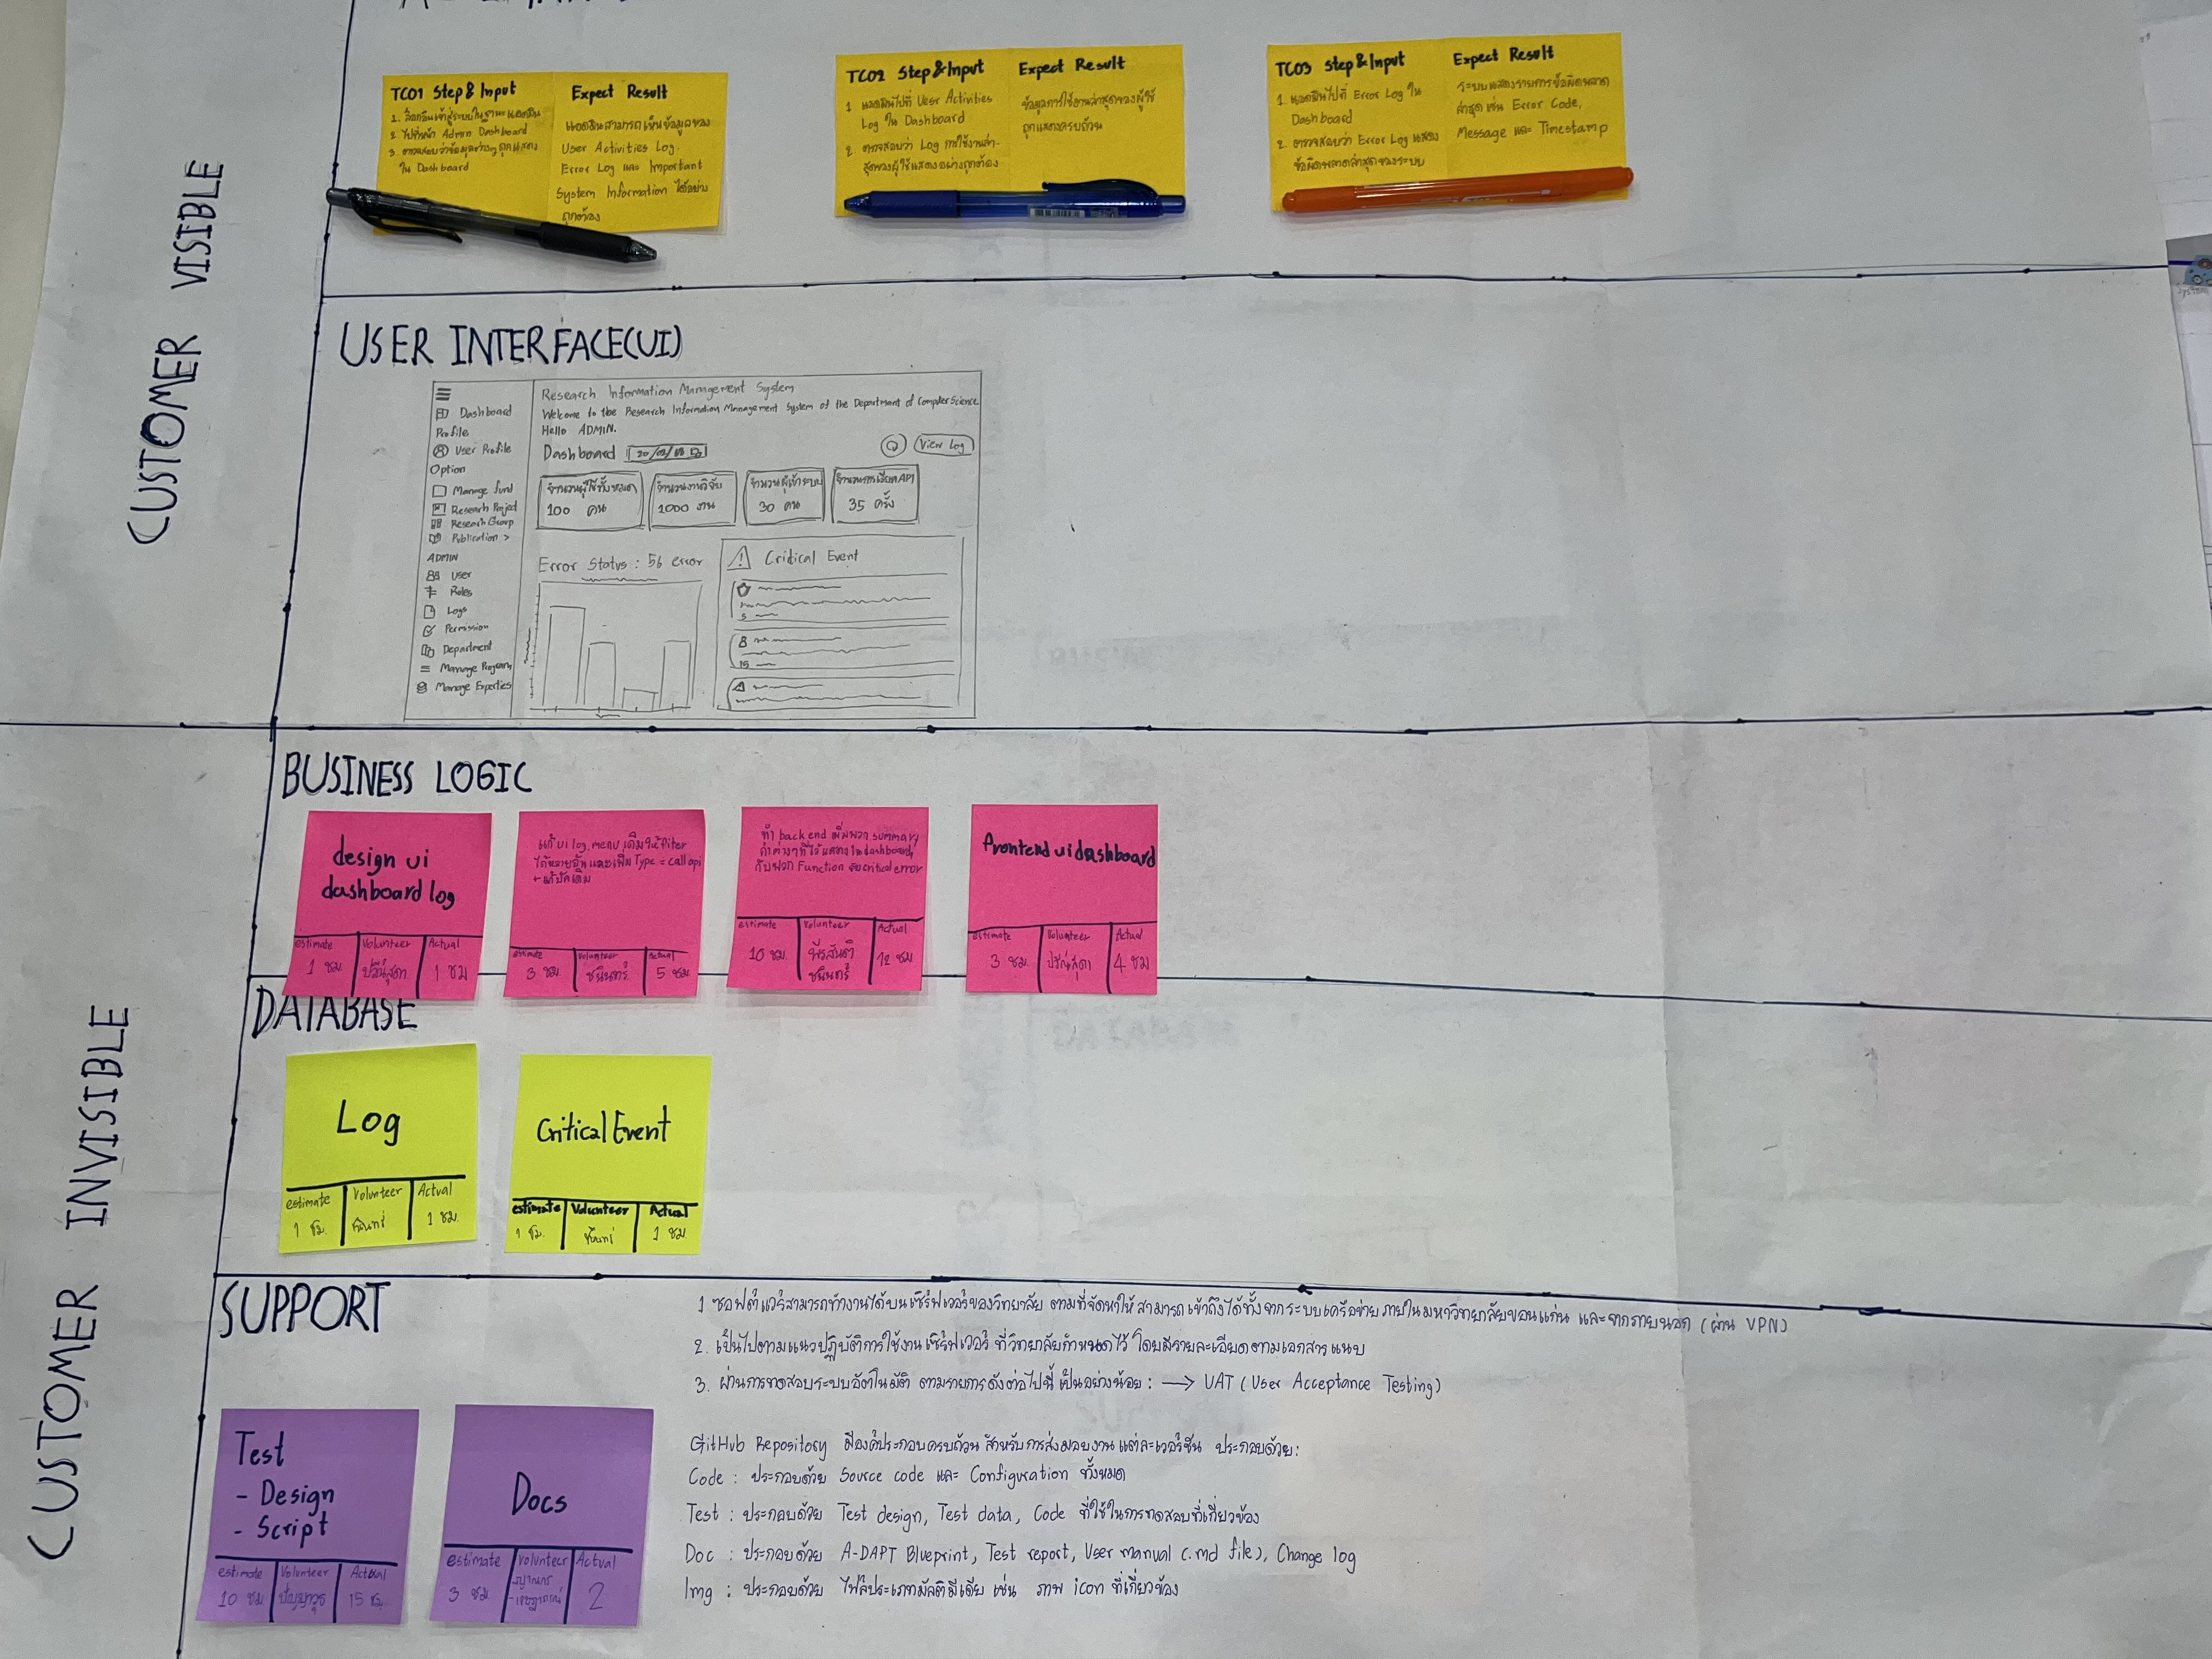 TC01 Step & Input
1. ล็อกอินเข้าสู่ระบบในฐานะแอดมิน
2. ไปที่หน้า Admin Dashboard
3. ตรวจสอบว่าข้อมูลต่างๆถูกแสดง
ใน Dashboard
Expect Result
แอดมินสามารถเห็นข้อมูลของ
User Activities Log.
Error Log และ Important
System Information ได้อย่าง
ถูกต้อง
TC02 Step & Input
1. แอดมินไปที่ User Activities
Log ใน Dashboard
2. ตรวจสอบว่า Log การใช้งานล่า-
สุดของผู้ใช้แสดงอย่างถูกต้อง
Expect Result
ข้อมูลการใช้งานล่าสุดของผู้ใช้
ถูกแสดงครบถ้วน
TC03 Step & Input
1. แอดมินไปที่ Error Log ใน
Dashboard
2. ตรวจสอบว่า Error Log แสดง
ข้อผิดพลาดล่าสุดของระบบ
Expect Result
ระบบแสดงรายการข้อผิดพลาด
ล่าสุด เช่น Error Code,
Message และ Timestamp
CUSTOMER VISIBLE
USER INTERFACE(UI)
Dashboard
Profile
User Profile
Option
Manage fund
Research Project
Research Group
Publication >
ADMIN
User
Roles
Logs
Permission
Department
Manage Program
Manage Experties
Research Information Management System
Welcome to the Research Information Management System of the Department of Computer Science
Hello ADMIN.
Dashboard
View Log
จำนวนผู้ใช้ทั้งหมด
100 คน
จำนวนงานวิจัย
1000 งาน
จำนวนผู้เข้าระบบ
30 คน
จำนวนการเรียก API
35 ครั้ง
Error Status : 56 error
Critical Event
CUSTOMER INVISIBLE
BUSINESS LOGIC
design ui
dashboard log
estimate Volunteer Actual
1 ชม. ปวันสุดา 1 ชม
แก้ ui log, menu เดิมให้ filter
ได้หลายอัน และเพิ่ม Type = call api
+ แก้บัคเดิม
estimate Volunteer Actual
3 ชม. ชนินทร์ 5 ชม
ทำ backend เพิ่มพวก summary
ค่าต่างๆที่ไว้แสดงใน dashboard,
กับพวก Function critical error
estimate Volunteer Actual
10 ชม พีรสันติ 12 ชม
ชนินทร์
frontend ui dashboard
estimate Volunteer Actual
3 ชม. 4 ชม
DATABASE
Log
estimate Volunteer Actual
1 ชม. ชนินทร์ 1 ชม.
Critical Event
estimate Volunteer Actual
1 ชม. ชนินทร์ 1 ชม
SUPPORT
1 ซอฟต์แวร์สามารถทำงานได้บนเซิร์ฟเวอร์ของวิทยาลัย ตามที่จัดหาให้ สามารถเข้าถึงได้ทั้งจากระบบเครือข่ายภายในมหาวิทยาลัยขอนแก่น และจากภายนอก (ผ่าน VPN)
2. เป็นไปตามแนวปฏิบัติการใช้งานเซิร์ฟเวอร์ ที่วิทยาลัยกำหนดไว้ โดยมีรายละเอียดตามเอกสารแนบ
3. ผ่านการทดสอบระบบอัตโนมัติ ตามรายการดังต่อไปนี้เป็นอย่างน้อย: → UAT (User Acceptance Testing)
GitHub Repository มีองค์ประกอบครบถ้วน สำหรับการส่งมอบงานแต่ละเวอร์ชัน ประกอบด้วย:
Code : ประกอบด้วย Source code และ Configuration ทั้งหมด
Test : ประกอบด้วย Test design, Test data, Code ที่ใช้ในการทดสอบที่เกี่ยวข้อง
Doc : ประกอบด้วย A-DAPT Blueprint, Test report, User manual (.md file), Change log
Img : ประกอบด้วย ไฟล์ประเภทมัลติมีเดีย เช่น ภาพ icon ที่เกี่ยวข้อง
Test
- Design
- Script
estimate Volunteer Actual
10 ชม ปัญญาวุธ 15 ชม.
Docs
estimate Volunteer Actual
3 ชม 2